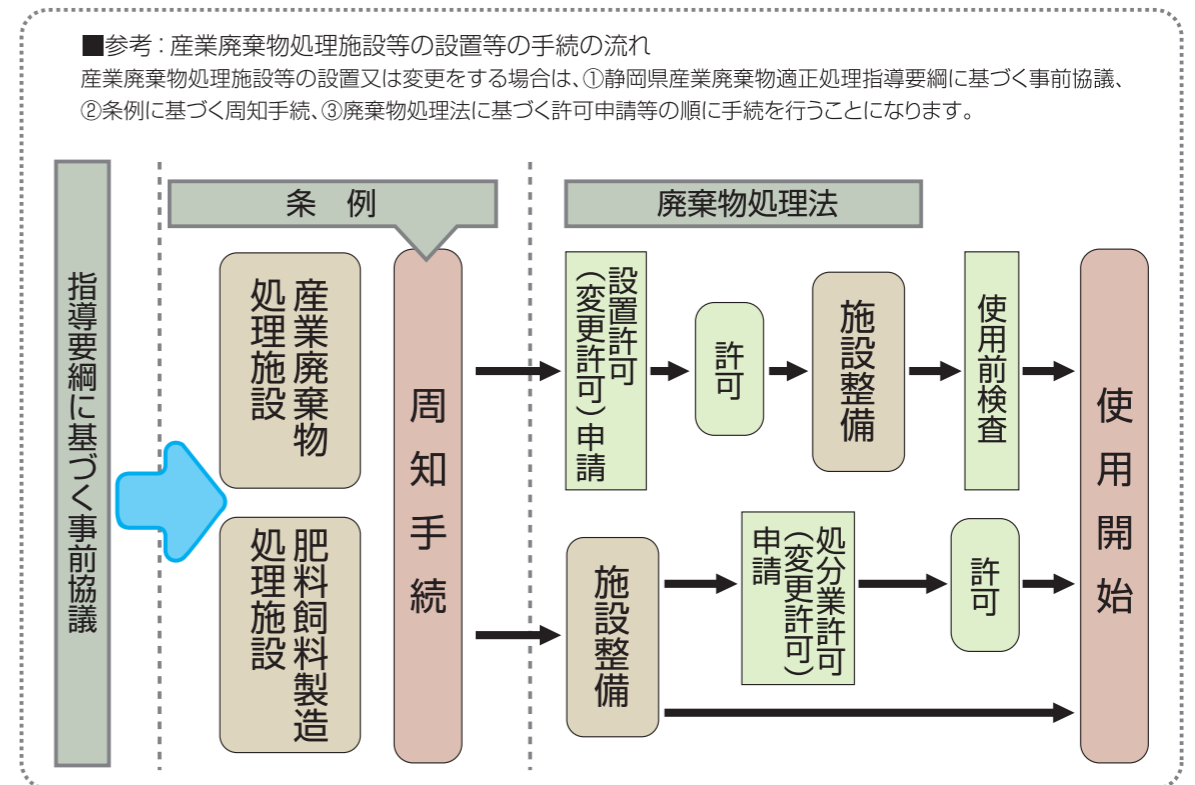 ■参考：産業廃棄物処理施設等の設置等の手続の流れ
産業廃棄物処理施設等の設置又は変更をする場合は、①静岡県産業廃棄物適正処理指導要綱に基づく事前協議、
②条例に基づく周知手続、③廃棄物処理法に基づく許可申請等の順に手続を行うことになります。
指導要綱に基づく事前協議
条　例
産業廃棄物
処理施設
肥料飼料製造
処理施設
周知手続
廃棄物処理法
設置許可
（変更許可）申請
許可
施設整備
使用前検査
施設整備
処分業許可
（変更許可）
申請
許可
使用開始